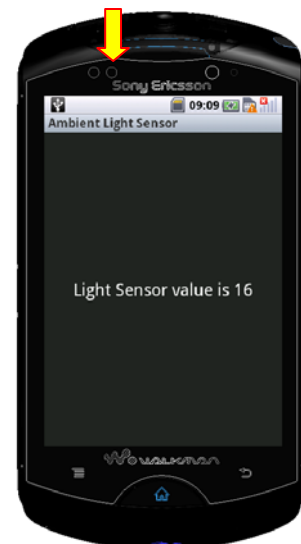 Sony Ericsson
09:09
Ambient Light Sensor
Light Sensor value is 16
WALKMAN